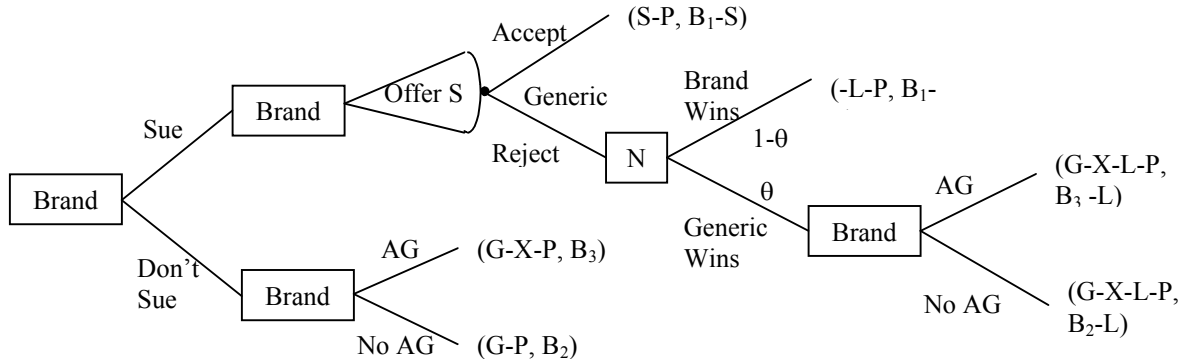 Accept
(S-P, B₁-S)
Brand
Wins
(-L-P, B₁-
Offer S
Generic
Brand
Sue
Reject
N
1-θ
AG
(G-X-L-P,
B₃ -L)
Brand
θ
Generic
Wins
Brand
AG
(G-X-P, B₃)
Don't
Sue
Brand
No AG
(G-X-L-P,
B₂-L)
No AG
(G-P, B₂)